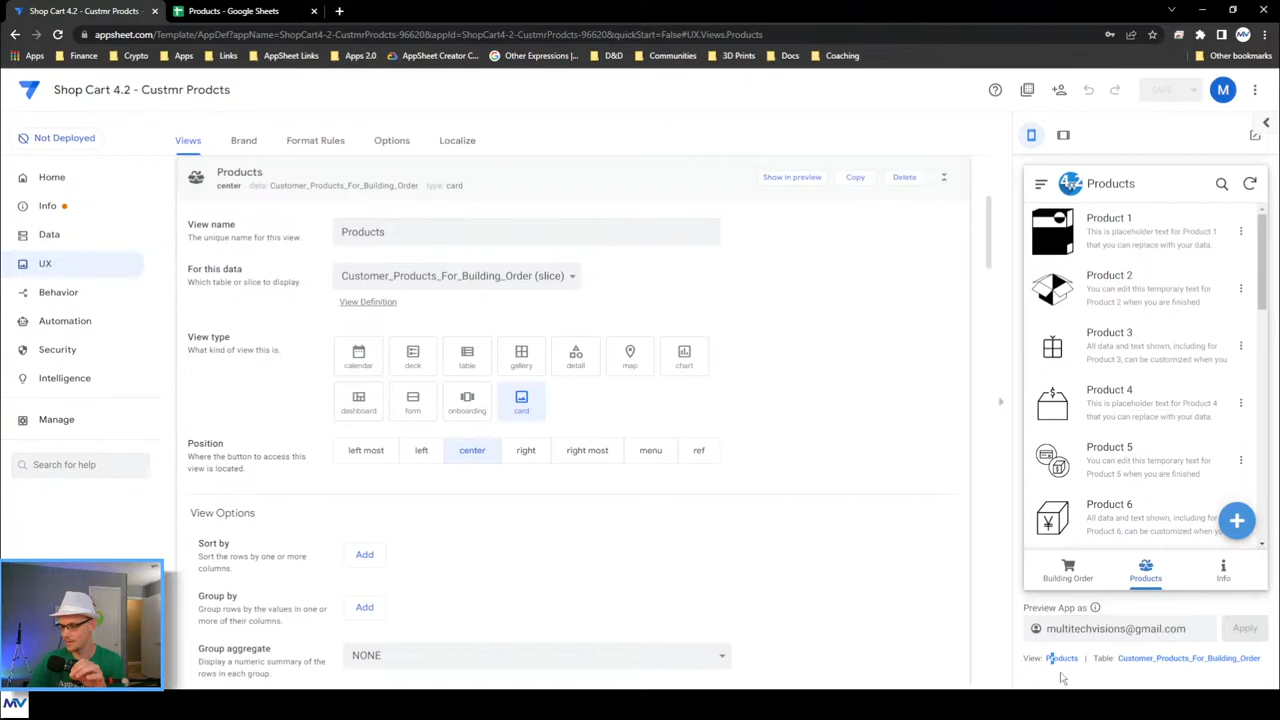 Shop Cart 4.2 - Custmr Prodcts -
Products - Google Sheets
appsheet.com/Template/AppDef?appName=ShopCart4-2-CustmrProdcts-96620&appId=ShopCart4-2-CustmrProdcts-96620&quickStart=False#UX.Views.Products
Apps
Finance
Crypto
Apps
Links
AppSheet Links
Apps 2.0
AppSheet Creator C...
Other Expressions,...
D&D
Communities
3D Prints
Docs
Coaching
Other bookmarks
Shop Cart 4.2 - Custmr Prodcts
SAVE
M
Not Deployed
Home
Info
Data
UX
Behavior
Automation
Security
Intelligence
Manage
Search for help
Views
Brand
Format Rules
Options
Localize
Products
center data: Customer_Products_For_Building_Order type: card
Show in preview
Copy
Delete
View name
The unique name for this view.
Products
For this data
Which table or slice to display.
Customer_Products_For_Building_Order (slice)
View Definition
View type
What kind of view this is.
calendar
deck
table
gallery
detail
map
chart
dashboard
form
onboarding
card
Position
Where the button to access this
view is located.
left most
left
center
right
right most
menu
ref
View Options
Sort by
Sort the rows by one or more
columns.
Add
Group by
Group rows by the values in one or
more of their columns.
Add
Group aggregate
Display a numeric summary of the
rows in each group.
NONE
4.2
Products
Product 1
This is placeholder text for Product 1
that you can replace with your data.
Product 2
You can edit this temporary text for
Product 2 when you are finished
Product 3
All data and text shown, including for
Product 3, can be customized when you
Product 4
This is placeholder text for Product 4
that you can replace with your data.
Product 5
You can edit this temporary text for
Product 5 when you are finished
Product 6
All data and text shown, including for
Product 6, can be customized when yo
Building Order
Products
Info
Preview App as
multitechvisions@gmail.com
Apply
View: Products | Table: Customer_Products_For_Building_Order
MV